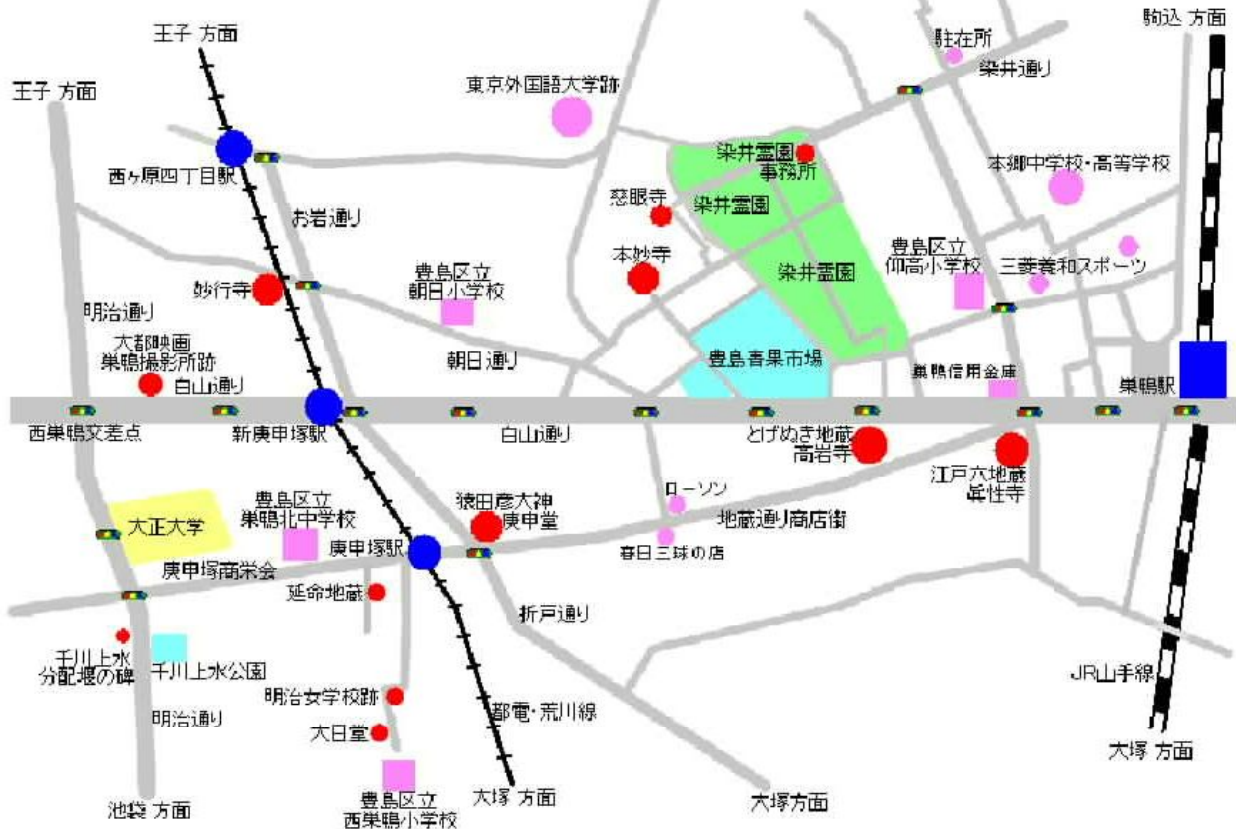 王子 方面
駒込 方面
駐在所
染井通り
東京外国語大学跡
王子 方面
染井霊園
事務所
本郷中学校・高等学校
西ヶ原四丁目駅
慈眼寺
染井霊園
お岩通り
本妙寺
豊島区立
仰高小学校
三菱養和スポーツ
染井霊園
豊島区立
朝日小学校
妙行寺
明治通り
大都映画
巣鴨撮影所跡
朝日通り
豊島青果市場
巣鴨信用金庫
白山通り
巣鴨駅
西巣鴨交差点
新庚申塚駅
白山通り
とげぬき地蔵
高岩寺
江戸六地蔵
眞性寺
ローソン
豊島区立
巣鴨北中学校
猿田彦大神
庚申堂
地蔵通り商店街
大正大学
庚申塚駅
春日三球の店
庚申塚商栄会
延命地蔵
折戸通り
千川上水
分配堰の碑
千川上水公園
JR山手線
明治女学校跡
明治通り
都電・荒川線
大日堂
大塚 方面
池袋 方面
豊島区立
西巣鴨小学校
大塚 方面
大塚方面